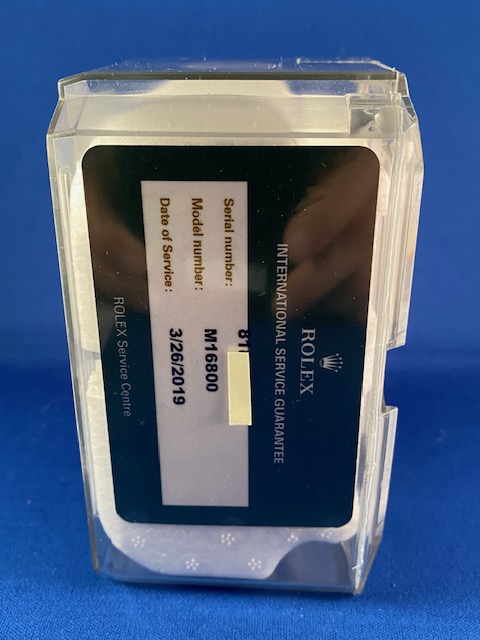 ROLEX
INTERNATIONAL SERVICE GUARANTEE
Serial number: 81
Model number: M16800
Date of Service: 3/26/2019
ROLEX Service Centre